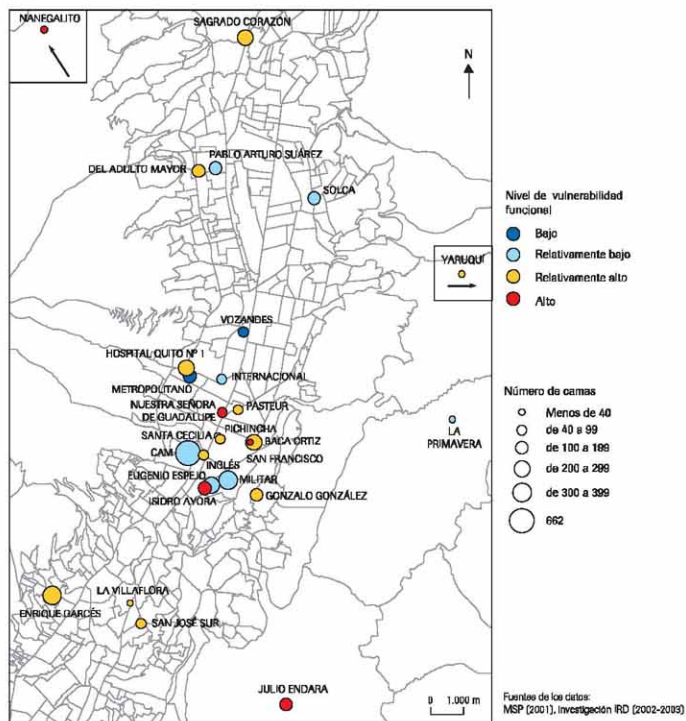 NANEGALITO
SAGRADO CORAZÓN
N
PABLO ARTURO SUÁREZ
DEL ADULTO MAYOR
SOLCA
Nivel de vulnerabilidad
funcional
Bajo
Relativamente bajo
Relativamente alto
Alto
YARUQUÍ
VOZANDES
HOSPITAL QUITO Nº 1
METROPOLITANO
INTERNACIONAL
NUESTRA SEÑORA
DE GUADALUPE
PASTEUR
PICHINCHA
SANTA CECILIA
BACA ORTIZ
CAM
INGLÉS
SAN FRANCISCO
EUGENIO ESPEJO
MILITAR
ISIDRO AYORA
GONZALO GONZÁLEZ
LA
PRIMAVERA
Número de camas
Menos de 40
de 40 a 99
de 100 a 199
de 200 a 299
de 300 a 399
662
LA VILLAFLORA
ENRIQUE GARCÉS
SAN JOSÉ SUR
JULIO ENDARA
0 1.000 m
Fuentes de los datos:
MSP (2001), Investigación IRD (2002-2003)